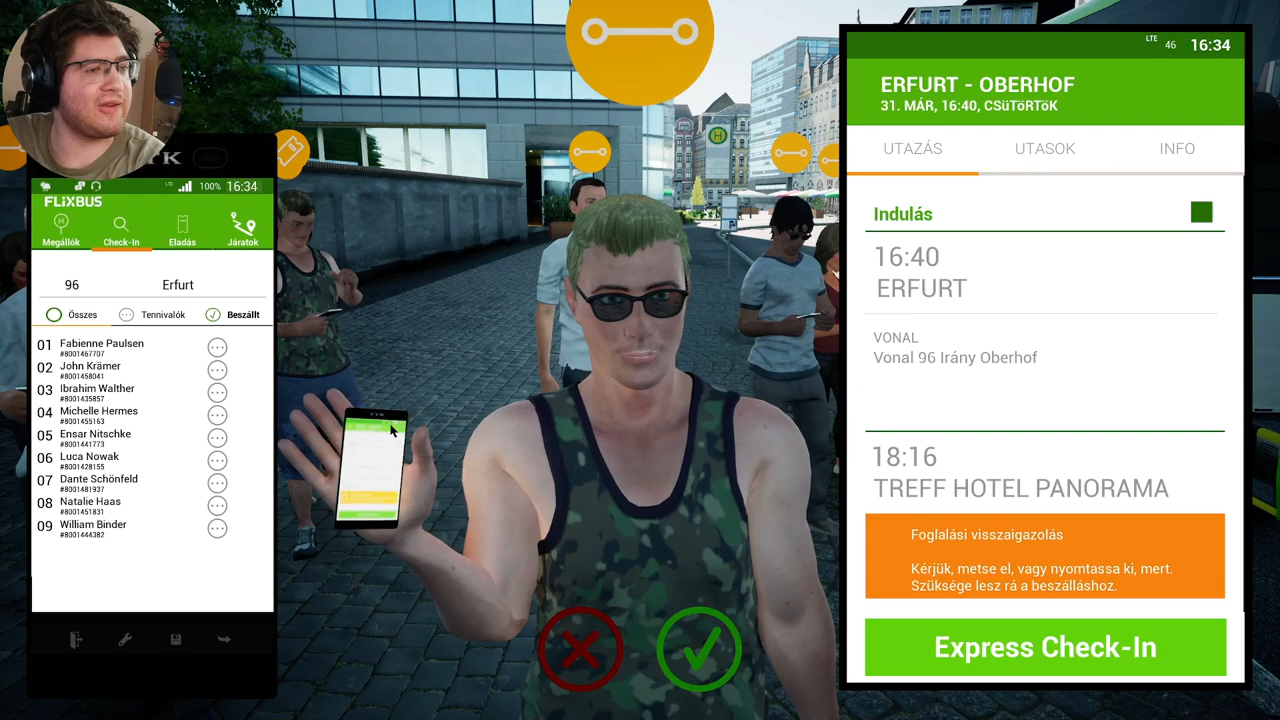 TK
16:34
100%
LTE
FLiXBUS
Megállók
Check-In
Eladás
Járatok
96
Erfurt
Összes
Tennivalók
Beszállt
01 Fabienne Paulsen
#8001467707
02 John Krämer
#8001458041
03 Ibrahim Walther
#8001435857
04 Michelle Hermes
#8001455163
05 Ensar Nitschke
#8001441773
06 Luca Nowak
#8001428155
07 Dante Schönfeld
#8001481937
08 Natalie Haas
#8001451831
09 William Binder
#8001444382
TTK
H
LTE 46 16:34
ERFURT - OBERHOF
31. MÁR, 16:40, CSüTöRTöK
UTAZÁS
UTASOK
INFO
Indulás
16:40
ERFURT
VONAL
Vonal 96 Irány Oberhof
18:16
TREFF HOTEL PANORAMA
Foglalási visszaigazolás
Kérjük, metse el, vagy nyomtassa ki, mert.
Szüksége lesz rá a beszálláshoz.
Express Check-In